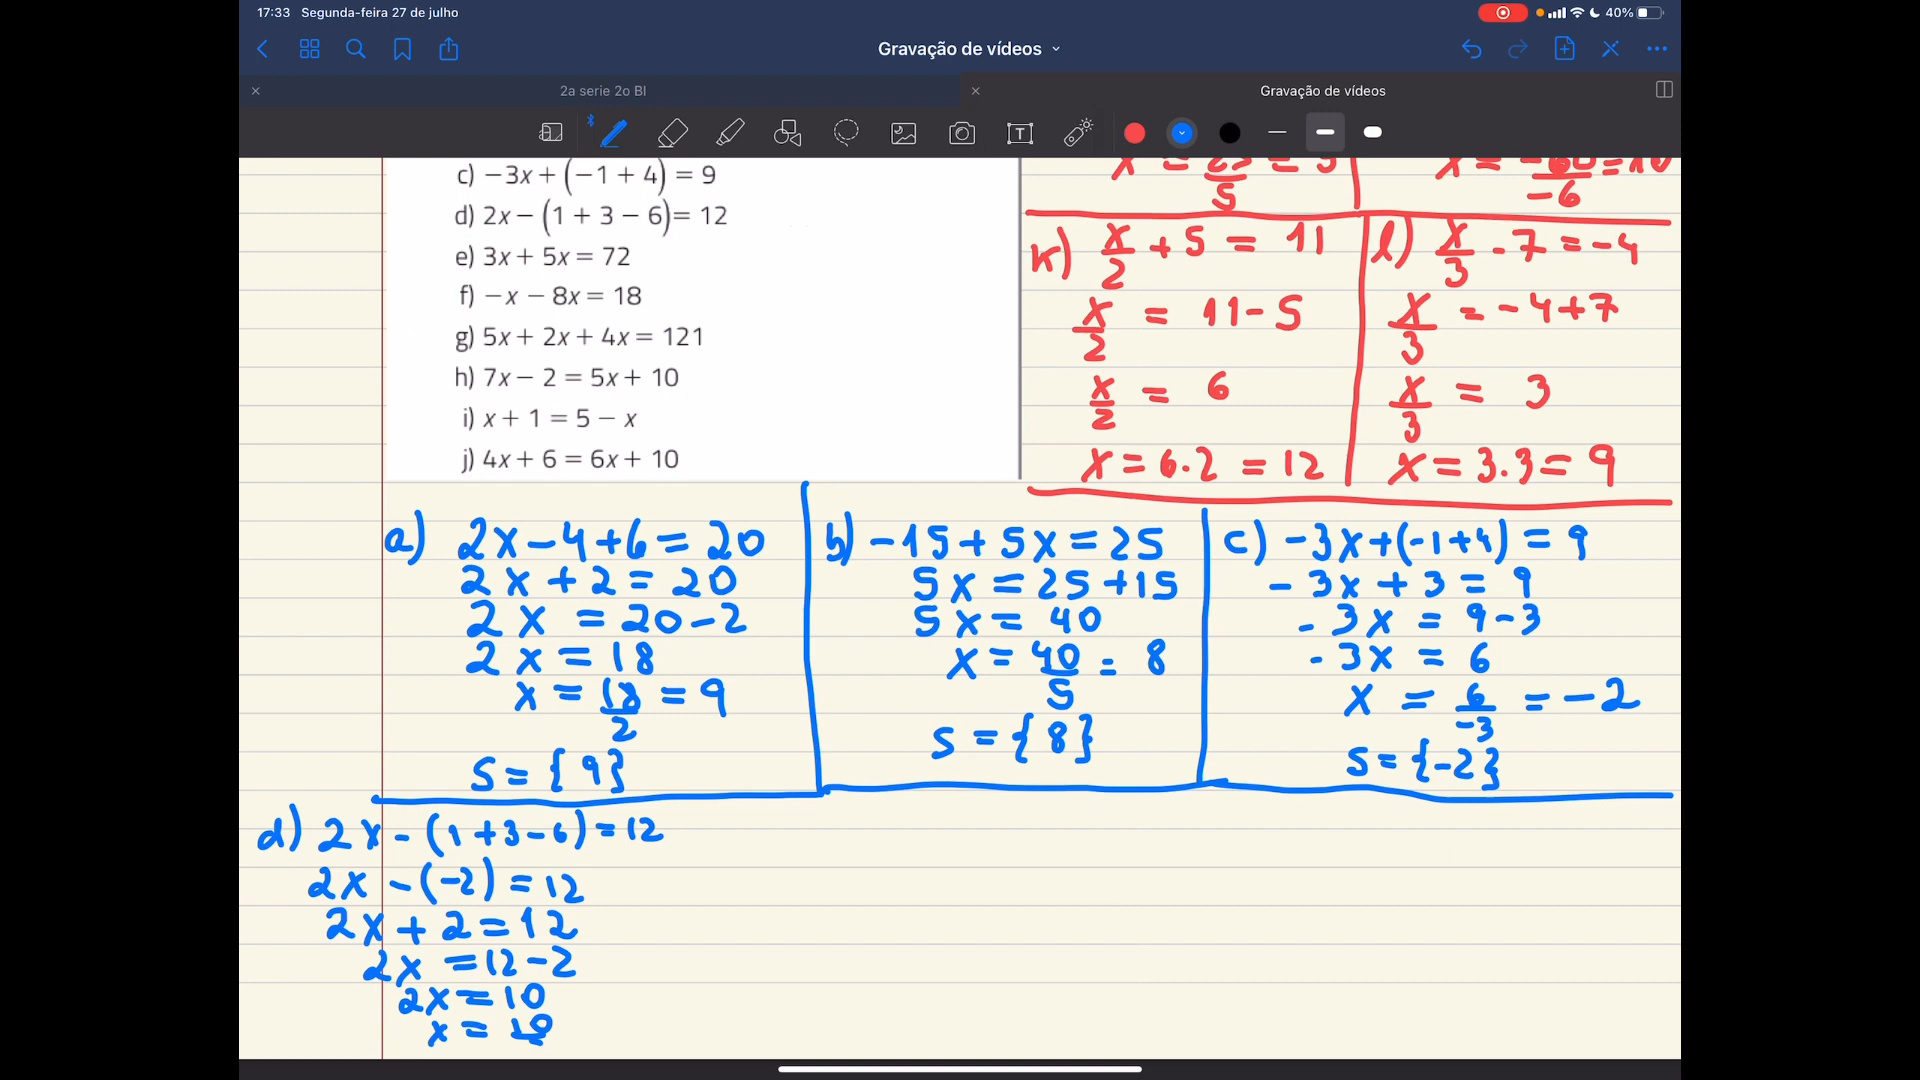 17:33 Segunda-feira 27 de julho
40%
Gravação de vídeos
2a serie 2o BI
Gravação de vídeos
c) −3x + (−1 + 4) = 9
d) 2x − (1 + 3 − 6) = 12
e) 3x + 5x = 72
f) −x − 8x = 18
g) 5x + 2x + 4x = 121
h) 7x − 2 = 5x + 10
i) x + 1 = 5 − x
j) 4x + 6 = 6x + 10
k) x/2 + 5 = 11
x/2 = 11 - 5
x/2 = 6
x = 6.2 = 12
l) x/3 - 7 = -4
x/3 = -4+7
x/3 = 3
x = 3.3 = 9
a) 2x-4+6 = 20
2x + 2 = 20
2x = 20-2
2x = 18
x = 18/2 = 9
S = {9}
b) -15 + 5x = 25
5x = 25+15
5x = 40
x = 40/5 = 8
S = {8}
c) -3x+(-1+4) = 9
-3x + 3 = 9
-3x = 9-3
-3x = 6
x = 6/-3 = -2
S = {-2}
d) 2x - (1+3-6) = 12
2x - (-2) = 12
2x + 2 = 12
2x = 12-2
2x = 10